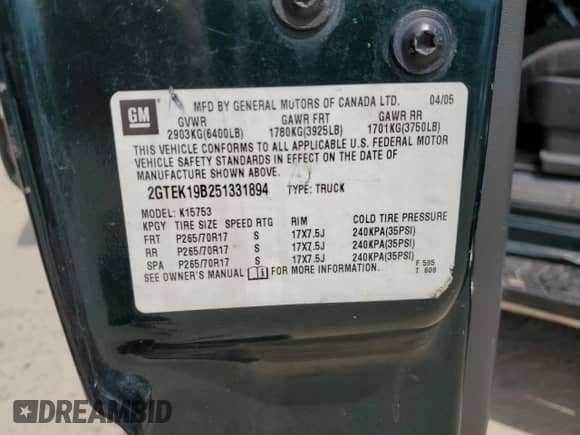 GM
MFD BY GENERAL MOTORS OF CANADA LTD. 04/05
GVWR GAWR FRT GAWR RR
2903KG(6400LB) 1780KG(3925LB) 1701KG(3750LB)
THIS VEHICLE CONFORMS TO ALL APPLICABLE U.S. FEDERAL MOTOR
VEHICLE SAFETY STANDARDS IN EFFECT ON THE DATE OF
MANUFACTURE SHOWN ABOVE.
2GTEK19B251331894 TYPE: TRUCK
MODEL: K15753
KPGY TIRE SIZE SPEED RTG RIM COLD TIRE PRESSURE
FRT P265/70R17 S 17X7.5J 240KPA(35PSI)
RR P265/70R17 S 17X7.5J 240KPA(35PSI)
SPA P265/70R17 S 17X7.5J 240KPA(35PSI)
SEE OWNER'S MANUAL FOR MORE INFORMATION. F 595
T 609
DREAMBID